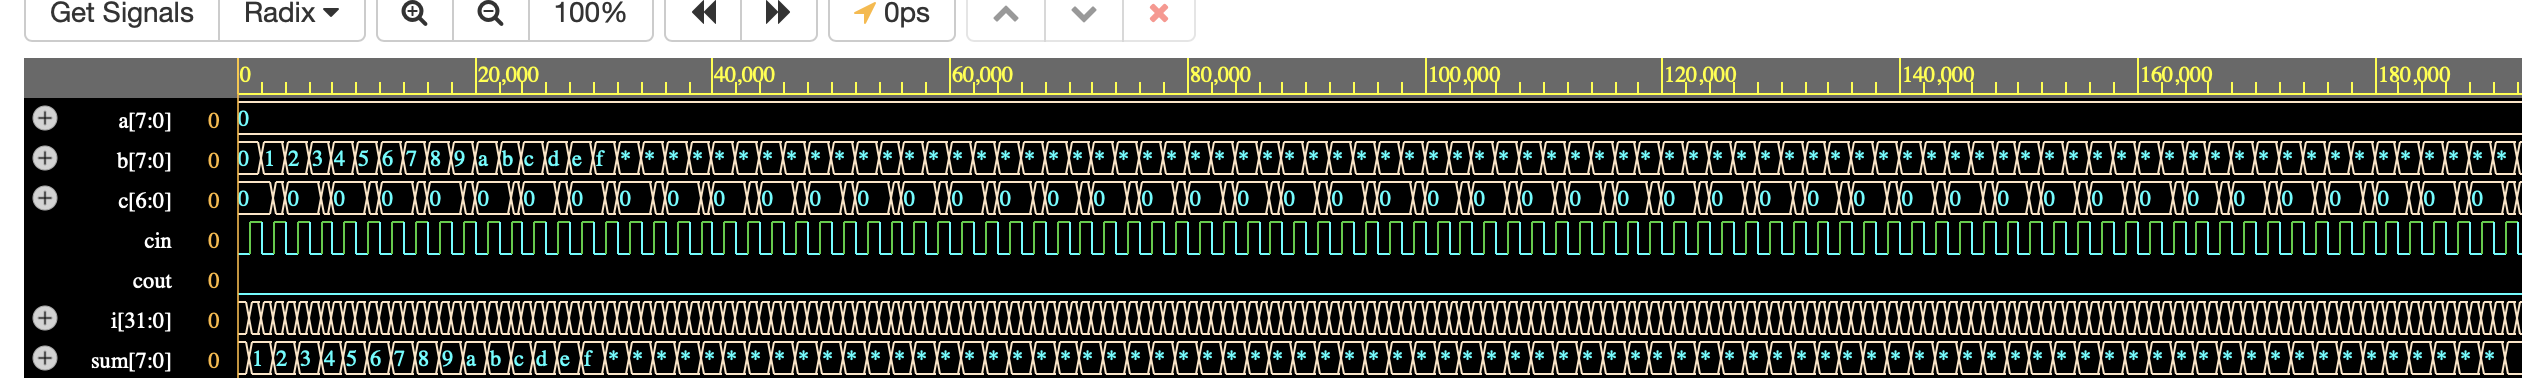 Get Signals Radix 100% 0ps
0 20,000 40,000 60,000 80,000 100,000 120,000 140,000 160,000 180,000
a[7:0] 0 0
b[7:0] 0 0 1 2 3 4 5 6 7 8 9 a b c d e f * * * * * * * * * * * * * * * * * * * * * * * * * * * * * * * * * * * * * * * * * * * * * * * * * * * * * * * * * * * * * * * * * * * * * * * * * * * * * * * *
c[6:0] 0 0 0 0 0 0 0 0 0 0 0 0 0 0 0 0 0 0 0 0 0 0 0 0 0 0 0 0 0 0 0 0 0 0 0 0 0 0 0 0 0 0 0 0 0 0 0 0 0
cin 0
cout 0
i[31:0] 0
sum[7:0] 0 1 2 3 4 5 6 7 8 9 a b c d e f * * * * * * * * * * * * * * * * * * * * * * * * * * * * * * * * * * * * * * * * * * * * * * * * * * * * * * * * * * * * * * * * * * * * * * * * * * * * * * *